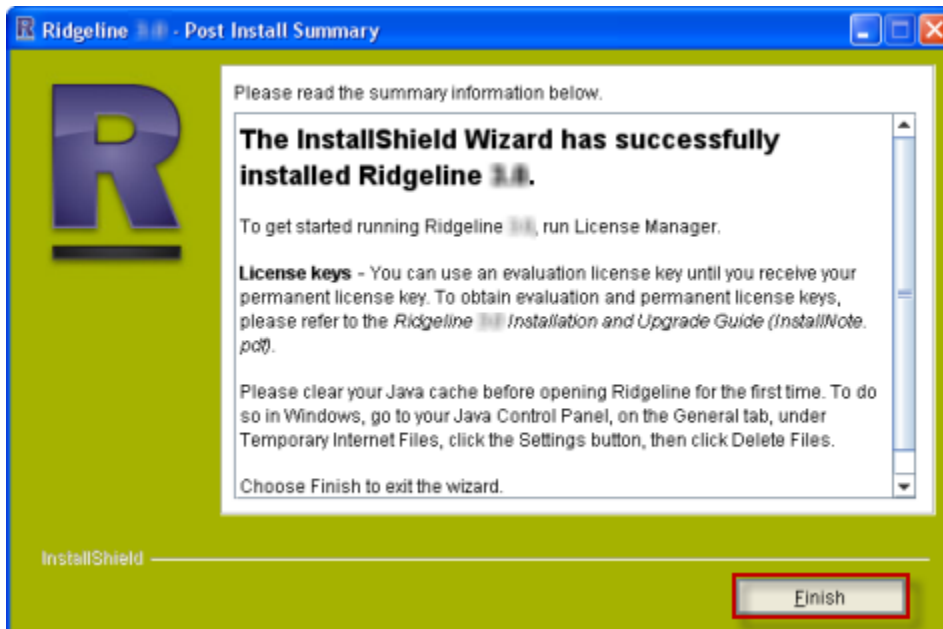 Ridgeline - Post Install Summary
R
Please read the summary information below.
The InstallShield Wizard has successfully
installed Ridgeline .
To get started running Ridgeline , run License Manager.
License keys - You can use an evaluation license key until you receive your
permanent license key. To obtain evaluation and permanent license keys,
please refer to the Ridgeline Installation and Upgrade Guide (InstallNote.
pdf).
Please clear your Java cache before opening Ridgeline for the first time. To do
so in Windows, go to your Java Control Panel, on the General tab, under
Temporary Internet Files, click the Settings button, then click Delete Files.
Choose Finish to exit the wizard.
InstallShield
Finish